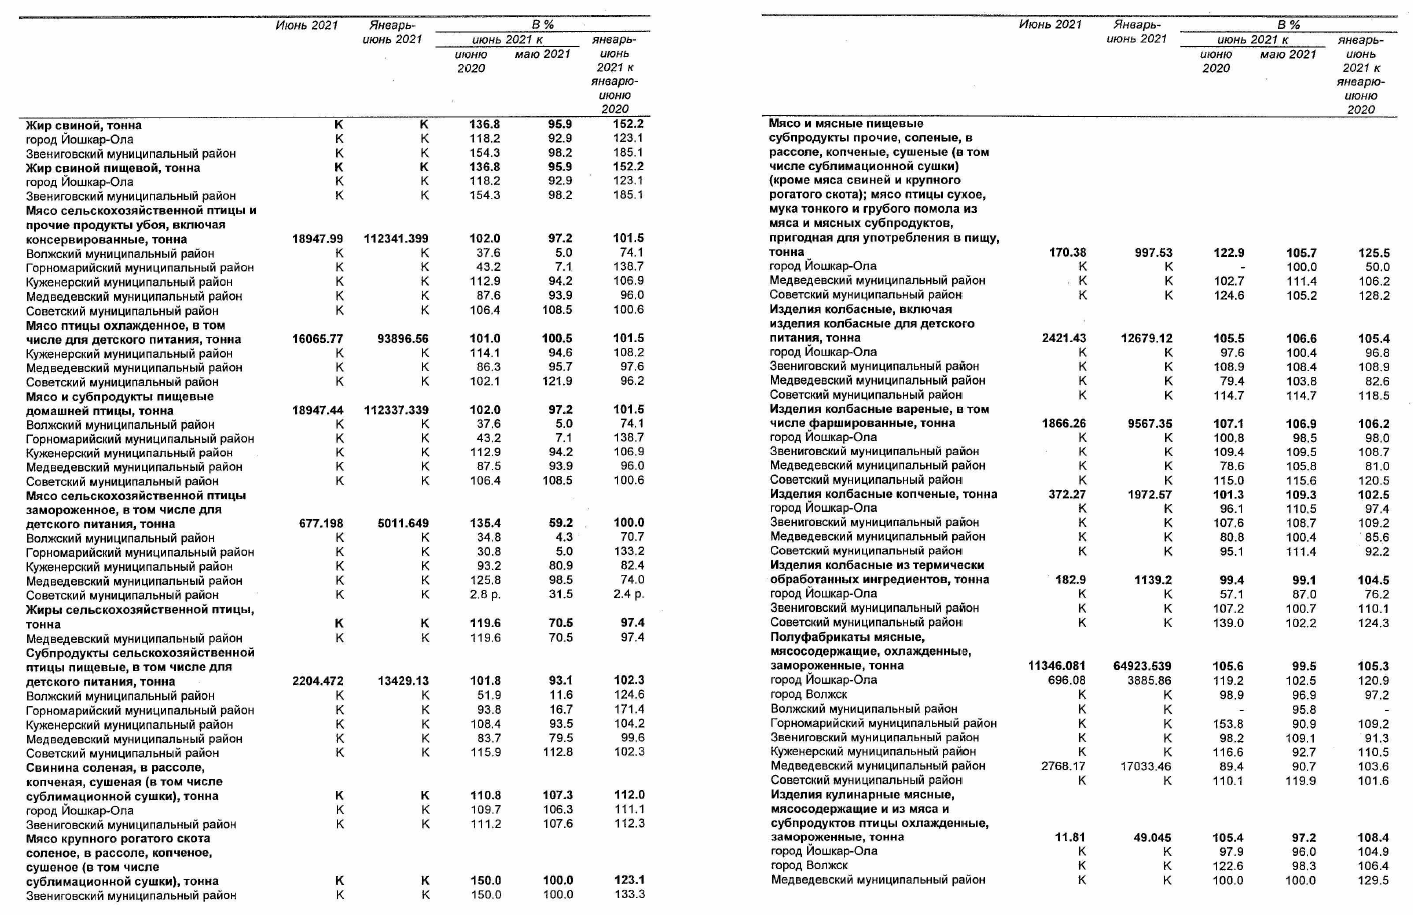 Июнь 2021 Январь- В %
июнь 2021 июнь 2021 к январь-
июню маю 2021 июнь
2020 2021 к
январю-
июню
2020
Жир свиной, тонна К К 136.8 95.9 152.2
город Йошкар-Ола К К 118.2 92.9 123.1
Звениговский муниципальный район К К 154.3 98.2 185.1
Жир свиной пищевой, тонна К К 136.8 95.9 152.2
город Йошкар-Ола К К 118.2 92.9 123.1
Звениговский муниципальный район К К 154.3 98.2 185.1
Мясо сельскохозяйственной птицы и
прочие продукты убоя, включая
консервированные, тонна 18947.99 112341.399 102.0 97.2 101.5
Волжский муниципальный район К К 37.6 5.0 74.1
Горномарийский муниципальный район К К 43.2 7.1 138.7
Куженерский муниципальный район К К 112.9 94.2 106.9
Медведевский муниципальный район К К 87.6 93.9 96.0
Советский муниципальный район К К 106.4 108.5 100.6
Мясо птицы охлажденное, в том
числе для детского питания, тонна 16065.77 93896.56 101.0 100.5 101.5
Куженерский муниципальный район К К 114.1 94.6 108.2
Медведевский муниципальный район К К 86.3 95.7 97.6
Советский муниципальный район К К 102.1 121.9 96.2
Мясо и субпродукты пищевые
домашней птицы, тонна 18947.44 112337.339 102.0 97.2 101.5
Волжский муниципальный район К К 37.6 5.0 74.1
Горномарийский муниципальный район К К 43.2 7.1 138.7
Куженерский муниципальный район К К 112.9 94.2 106.9
Медведевский муниципальный район К К 87.5 93.9 96.0
Советский муниципальный район К К 106.4 108.5 100.6
Мясо сельскохозяйственной птицы
замороженное, в том числе для
детского питания, тонна 677.198 5011.649 135.4 59.2 100.0
Волжский муниципальный район К К 34.8 4.3 70.7
Горномарийский муниципальный район К К 30.8 5.0 133.2
Куженерский муниципальный район К К 93.2 80.9 82.4
Медведевский муниципальный район К К 125.8 98.5 74.0
Советский муниципальный район К К 2.8 р. 31.5 2.4 р.
Жиры сельскохозяйственной птицы,
тонна К К 119.6 70.5 97.4
Медведевский муниципальный район К К 119.6 70.5 97.4
Субпродукты сельскохозяйственной
птицы пищевые, в том числе для
детского питания, тонна 2204.472 13429.13 101.8 93.1 102.3
Волжский муниципальный район К К 51.9 11.6 124.6
Горномарийский муниципальный район К К 93.8 16.7 171.4
Куженерский муниципальный район К К 108.4 93.5 104.2
Медведевский муниципальный район К К 83.7 79.5 99.6
Советский муниципальный район К К 115.9 112.8 102.3
Свинина соленая, в рассоле,
копченая, сушеная (в том числе
сублимационной сушки), тонна К К 110.8 107.3 112.0
город Йошкар-Ола К К 109.7 106.3 111.1
Звениговский муниципальный район К К 111.2 107.6 112.3
Мясо крупного рогатого скота
соленое, в рассоле, копченое,
сушеное (в том числе
сублимационной сушки), тонна К К 150.0 100.0 123.1
Звениговский муниципальный район К К 150.0 100.0 133.3
Июнь 2021 Январь- В %
июнь 2021 июнь 2021 к январь-
июню маю 2021 июнь
2020 2021 к
январю-
июню
2020
Мясо и мясные пищевые
субпродукты прочие, соленые, в
рассоле, копченые, сушеные (в том
числе сублимационной сушки)
(кроме мяса свиней и крупного
рогатого скота); мясо птицы сухое,
мука тонкого и грубого помола из
мяса и мясных субпродуктов,
пригодная для употребления в пищу,
тонна 170.38 997.53 122.9 105.7 125.5
город Йошкар-Ола К К - 100.0 50.0
Медведевский муниципальный район К К 102.7 111.4 106.2
Советский муниципальный район К К 124.6 105.2 128.2
Изделия колбасные, включая
изделия колбасные для детского
питания, тонна 2421.43 12679.12 105.5 106.6 105.4
город Йошкар-Ола К К 97.6 100.4 96.8
Звениговский муниципальный район К К 108.9 108.4 108.9
Медведевский муниципальный район К К 79.4 103.8 82.6
Советский муниципальный район К К 114.7 114.7 118.5
Изделия колбасные вареные, в том
числе фаршированные, тонна 1866.26 9567.35 107.1 106.9 106.2
город Йошкар-Ола К К 100.8 98.5 98.0
Звениговский муниципальный район К К 109.4 109.5 108.7
Медведевский муниципальный район К К 78.6 105.8 81.0
Советский муниципальный район К К 115.0 115.6 120.5
Изделия колбасные копченые, тонна 372.27 1972.57 101.3 109.3 102.5
город Йошкар-Ола К К 96.1 110.5 97.4
Звениговский муниципальный район К К 107.6 108.7 109.2
Медведевский муниципальный район К К 80.8 100.4 85.6
Советский муниципальный район К К 95.1 111.4 92.2
Изделия колбасные из термически
обработанных ингредиентов, тонна 182.9 1139.2 99.4 99.1 104.5
город Йошкар-Ола К К 57.1 87.0 76.2
Звениговский муниципальный район К К 107.2 100.7 110.1
Советский муниципальный район К К 139.0 102.2 124.3
Полуфабрикаты мясные,
мясосодержащие, охлажденные,
замороженные, тонна 11346.081 64923.539 105.6 99.5 105.3
город Йошкар-Ола 696.08 3885.86 119.2 102.5 120.9
город Волжск К К 98.9 96.9 97.2
Волжский муниципальный район К К - 95.8 -
Горномарийский муниципальный район К К 153.8 90.9 109.2
Звениговский муниципальный район К К 98.2 109.1 91.3
Куженерский муниципальный район К К 116.6 92.7 110.5
Медведевский муниципальный район 2768.17 17033.46 89.4 90.7 103.6
Советский муниципальный район К К 110.1 119.9 101.6
Изделия кулинарные мясные,
мясосодержащие и из мяса и
субпродуктов птицы охлажденные,
замороженные, тонна 11.81 49.045 105.4 97.2 108.4
город Йошкар-Ола К К 97.9 96.0 104.9
город Волжск К К 122.6 98.3 106.4
Медведевский муниципальный район К К 100.0 100.0 129.5